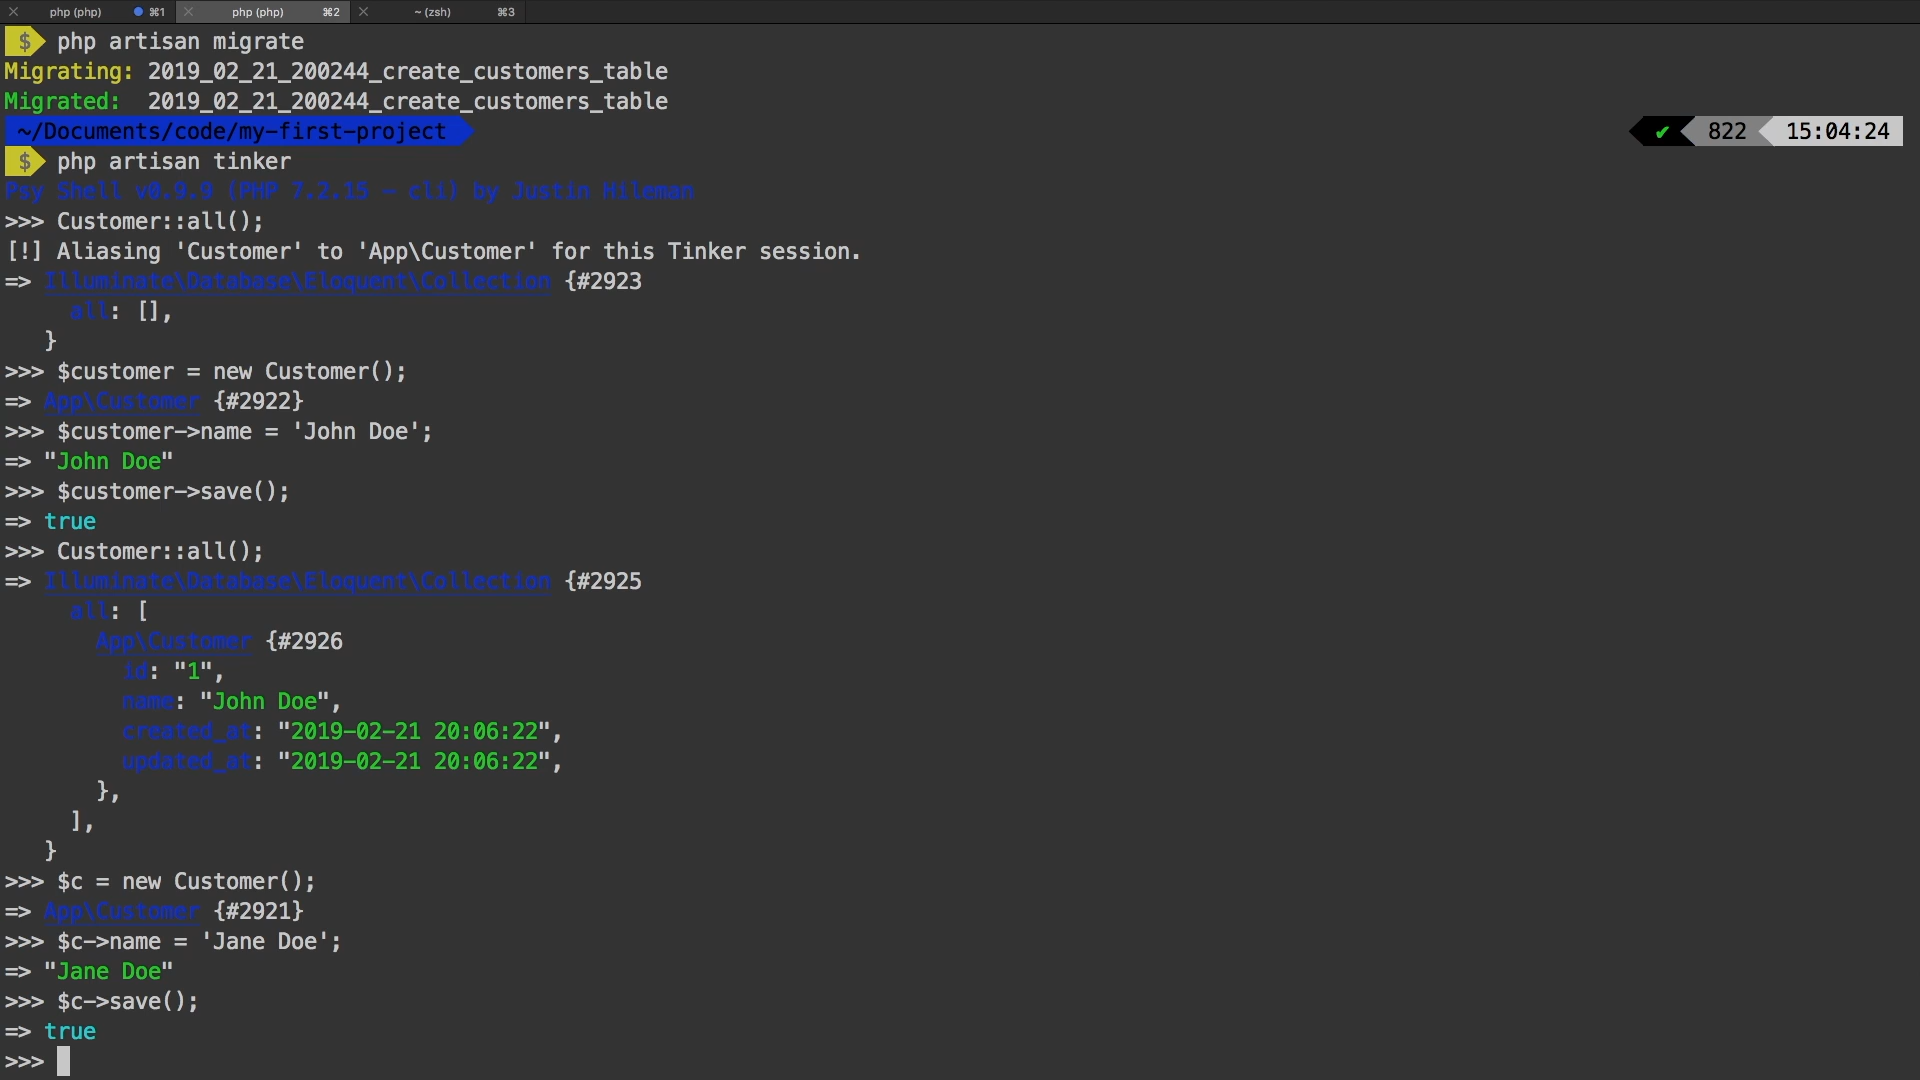 php (php) ⌘1 php (php) ⌘2 ~ (zsh) ⌘3
$ php artisan migrate
Migrating: 2019_02_21_200244_create_customers_table
Migrated:  2019_02_21_200244_create_customers_table
~/Documents/code/my-first-project ✔ 822 15:04:24
$ php artisan tinker
Psy Shell v0.9.9 (PHP 7.2.15 — cli) by Justin Hileman
>>> Customer::all();
[!] Aliasing 'Customer' to 'App\Customer' for this Tinker session.
=> Illuminate\Database\Eloquent\Collection {#2923
     all: [],
   }
>>> $customer = new Customer();
=> App\Customer {#2922}
>>> $customer->name = 'John Doe';
=> "John Doe"
>>> $customer->save();
=> true
>>> Customer::all();
=> Illuminate\Database\Eloquent\Collection {#2925
     all: [
       App\Customer {#2926
         id: "1",
         name: "John Doe",
         created_at: "2019-02-21 20:06:22",
         updated_at: "2019-02-21 20:06:22",
       },
     ],
   }
>>> $c = new Customer();
=> App\Customer {#2921}
>>> $c->name = 'Jane Doe';
=> "Jane Doe"
>>> $c->save();
=> true
>>>